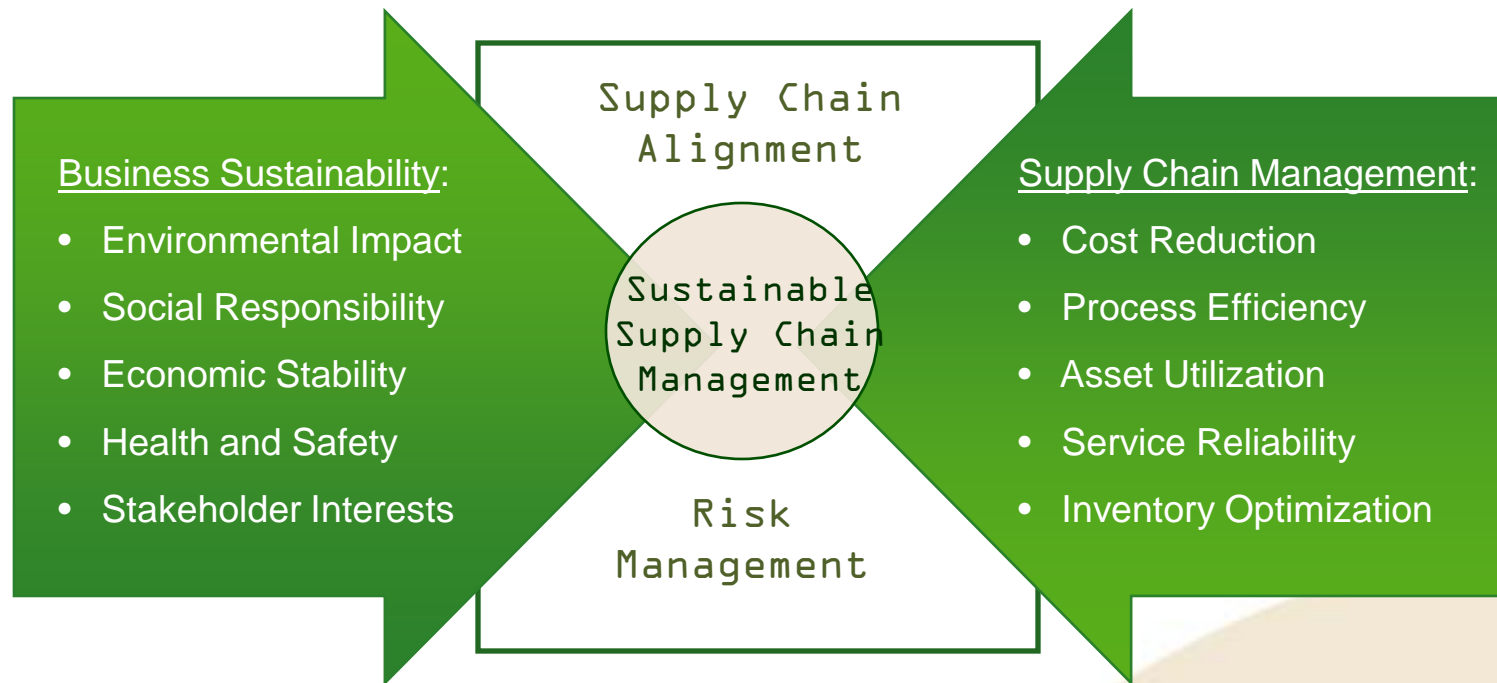 Business Sustainability:
• Environmental Impact
• Social Responsibility
• Economic Stability
• Health and Safety
• Stakeholder Interests
Supply Chain
Alignment
Sustainable
Supply Chain
Management
Risk
Management
Supply Chain Management:
• Cost Reduction
• Process Efficiency
• Asset Utilization
• Service Reliability
• Inventory Optimization